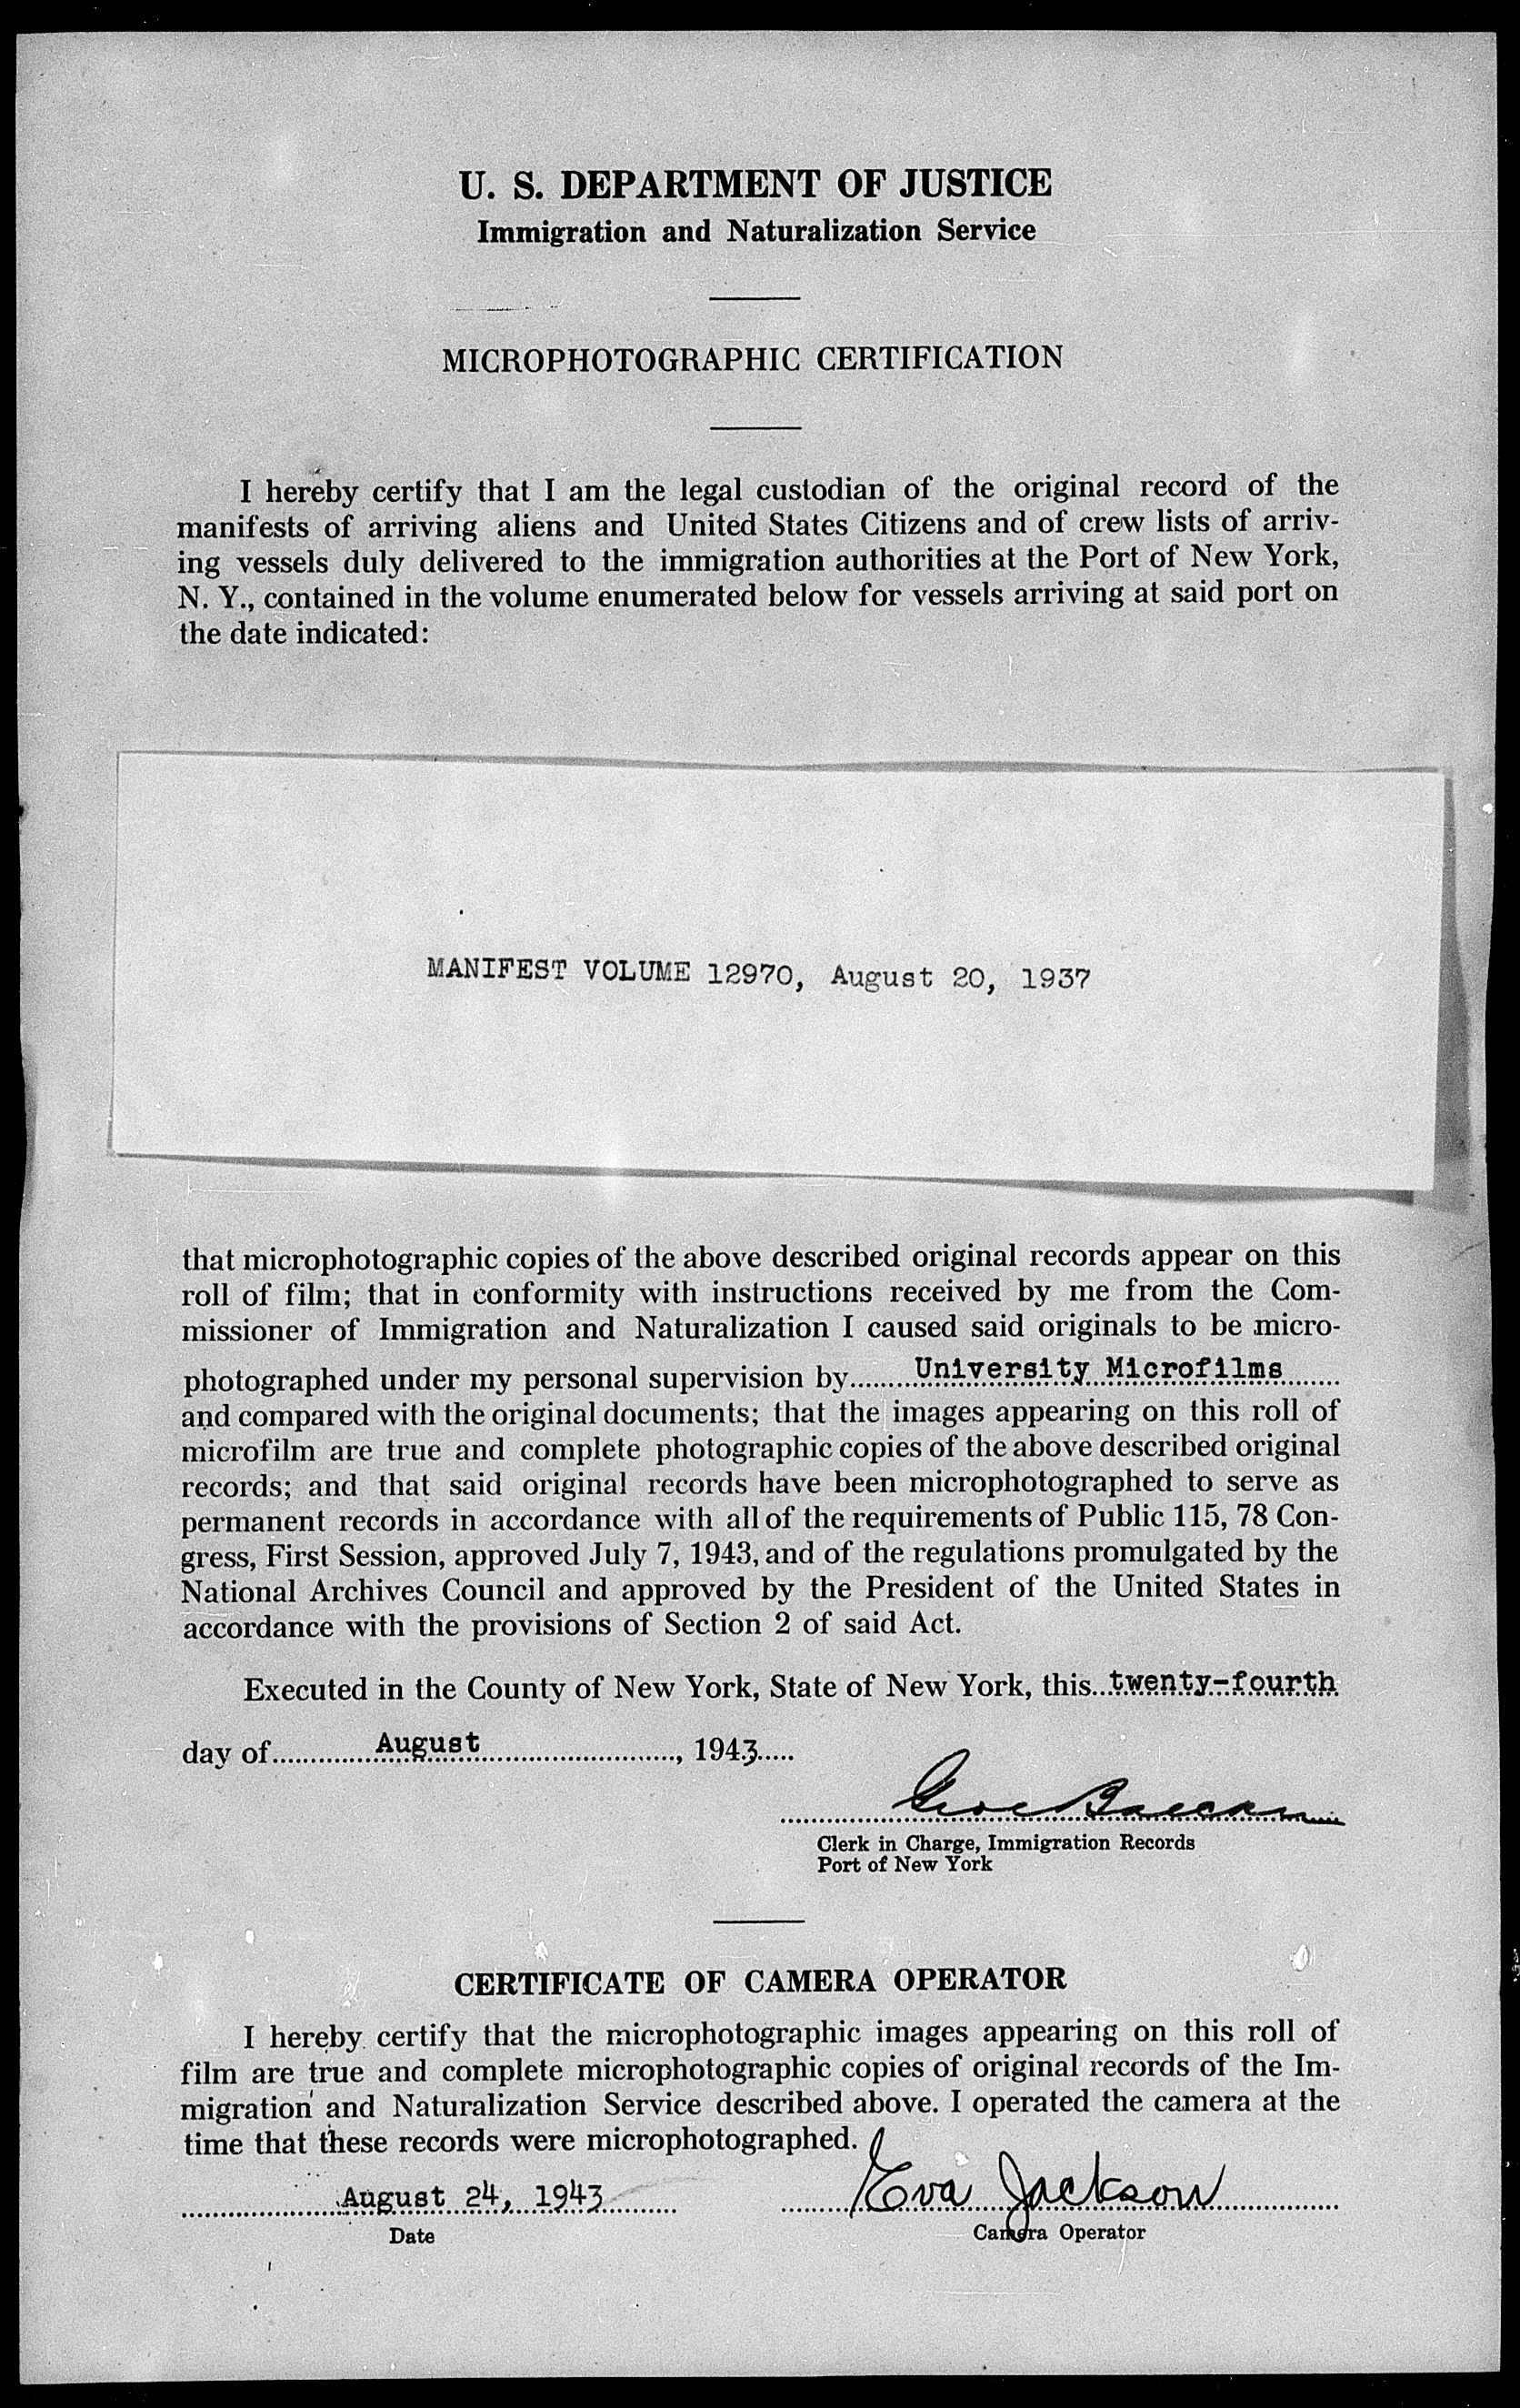 U. S. DEPARTMENT OF JUSTICE
Immigration and Naturalization Service
MICROPHOTOGRAPHIC CERTIFICATION
I hereby certify that I am the legal custodian of the original record of the
manifests of arriving aliens and United States Citizens and of crew lists of arriv-
ing vessels duly delivered to the immigration authorities at the Port of New York,
N. Y., contained in the volume enumerated below for vessels arriving at said port on
the date indicated:
MANIFEST VOLUME 12970, August 20, 1937
that microphotographic copies of the above described original records appear on this
roll of film; that in conformity with instructions received by me from the Com-
missioner of Immigration and Naturalization I caused said originals to be micro-
photographed under my personal supervision by University Microfilms
and compared with the original documents; that the images appearing on this roll of
microfilm are true and complete photographic copies of the above described original
records; and that said original records have been microphotographed to serve as
permanent records in accordance with all of the requirements of Public 115, 78 Con-
gress, First Session, approved July 7, 1943, and of the regulations promulgated by the
National Archives Council and approved by the President of the United States in
accordance with the provisions of Section 2 of said Act.
Executed in the County of New York, State of New York, this twenty-fourth
day of August, 1943
Clerk in Charge, Immigration Records
Port of New York
CERTIFICATE OF CAMERA OPERATOR
I hereby certify that the microphotographic images appearing on this roll of
film are true and complete microphotographic copies of original records of the Im-
migration and Naturalization Service described above. I operated the camera at the
time that these records were microphotographed.
August 24, 1943 Eva Jackson
Date Camera Operator